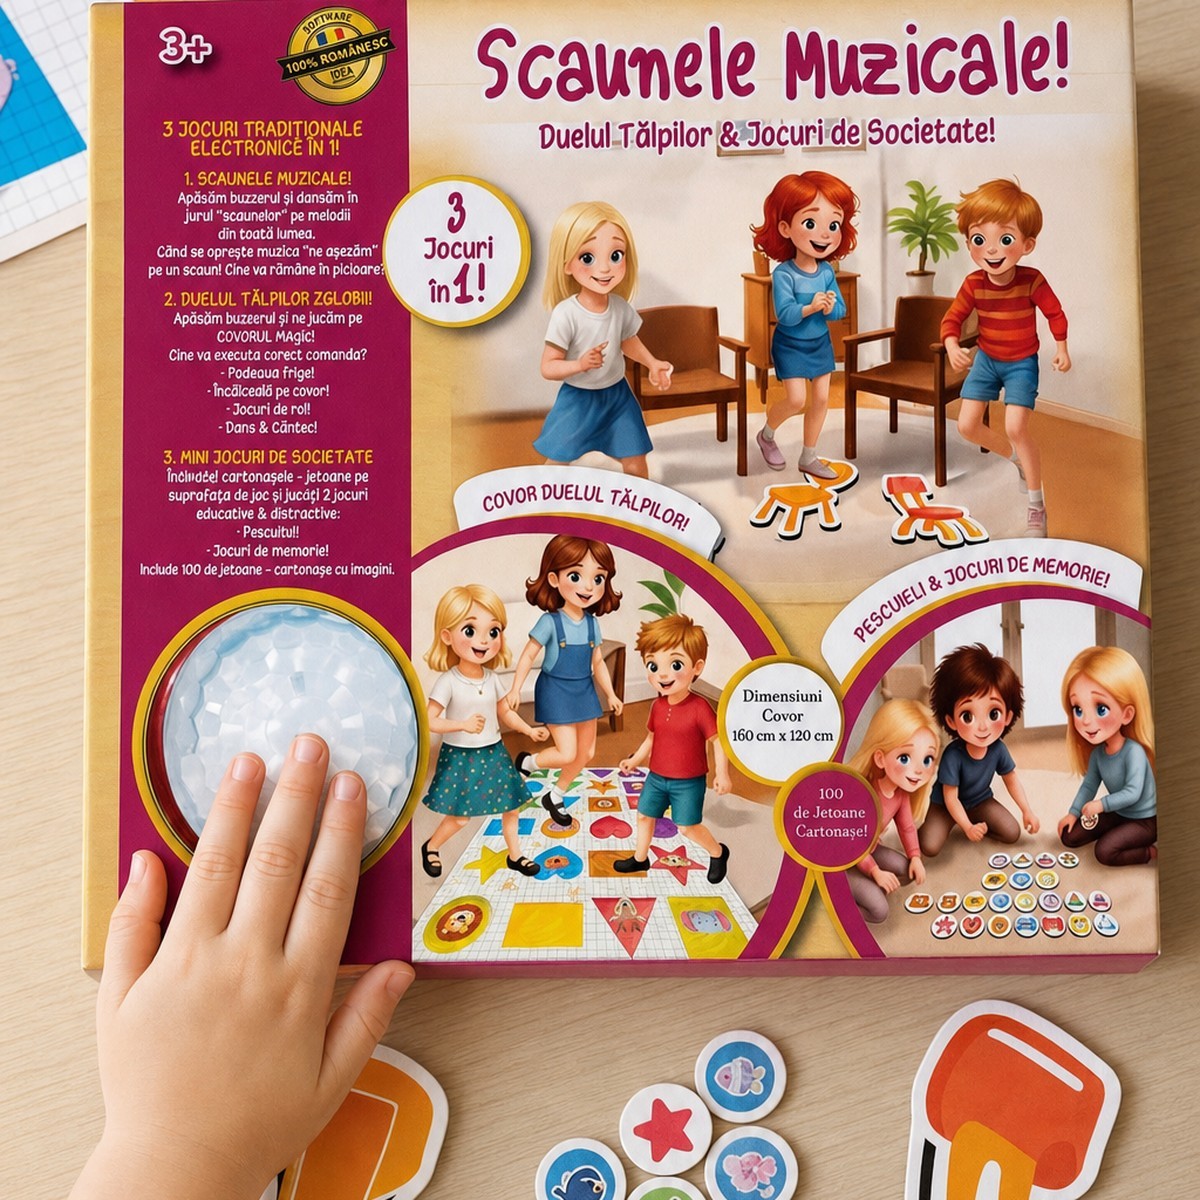 3+
SOFTWARE
100% ROMÂNESC
IDEA
Scaunele Muzicale!
Duelul Tălpilor & Jocuri de Societate!
3 JOCURI TRADIȚIONALE
ELECTRONICE ÎN 1!
1. SCAUNELE MUZICALE!
Apăsăm buzzerul și dansăm în
jurul "scaunelor" pe melodii
din toată lumea.
Când se oprește muzica "ne așezăm"
pe un scaun! Cine va rămâne în picioare?
2. DUELUL TĂLPILOR ZGLOBII!
Apăsăm buzzerul și ne jucăm pe
COVORUL MAGIC!
Cine va executa corect comanda?
- Podeaua frige!
- Încâlceală pe covor!
- Jocuri de rol!
- Dans & Cântec!
3. MINI JOCURI DE SOCIETATE
cartonașele - jetoane pe
suprafața de joc și jucăți 2 jocuri
educative & distractive:
- Pescuitul!
- Jocuri de memorie!
Include 100 de jetoane - cartonașe cu imagini.
3
Jocuri
în 1!
COVOR DUELUL TĂLPILOR!
PESCUIELI & JOCURI DE MEMORIE!
Dimensiuni
Covor
160 cm x 120 cm
100
de Jetoane
Cartonașe!